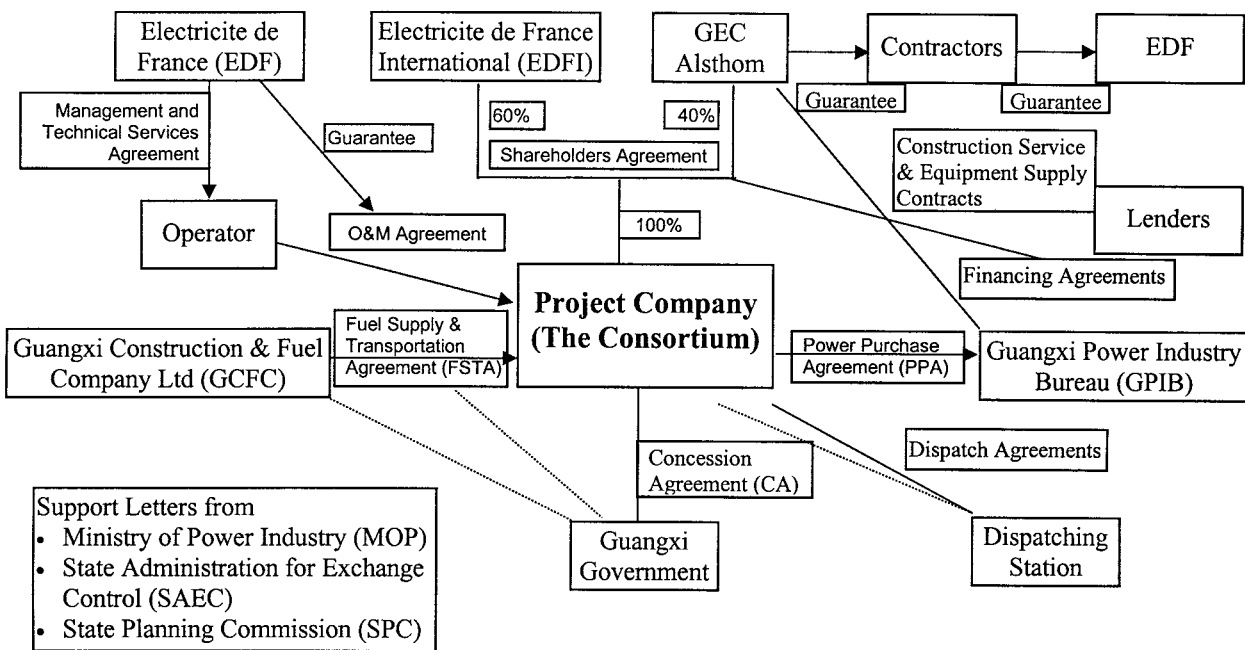 Electricite de
France (EDF)
Electricite de France
International (EDFI)
GEC
Alsthom
Contractors
EDF
Management and
Technical Services
Agreement
Guarantee
60%
40%
Guarantee
Guarantee
Shareholders Agreement
Construction Service
& Equipment Supply
Contracts
Lenders
Operator
O&M Agreement
100%
Financing Agreements
Project Company
(The Consortium)
Guangxi Construction & Fuel
Company Ltd (GCFC)
Fuel Supply &
Transportation
Agreement (FSTA)
Power Purchase
Agreement (PPA)
Guangxi Power Industry
Bureau (GPIB)
Concession
Agreement (CA)
Dispatch Agreements
Support Letters from
• Ministry of Power Industry (MOP)
• State Administration for Exchange
Control (SAEC)
• State Planning Commission (SPC)
Guangxi
Government
Dispatching
Station